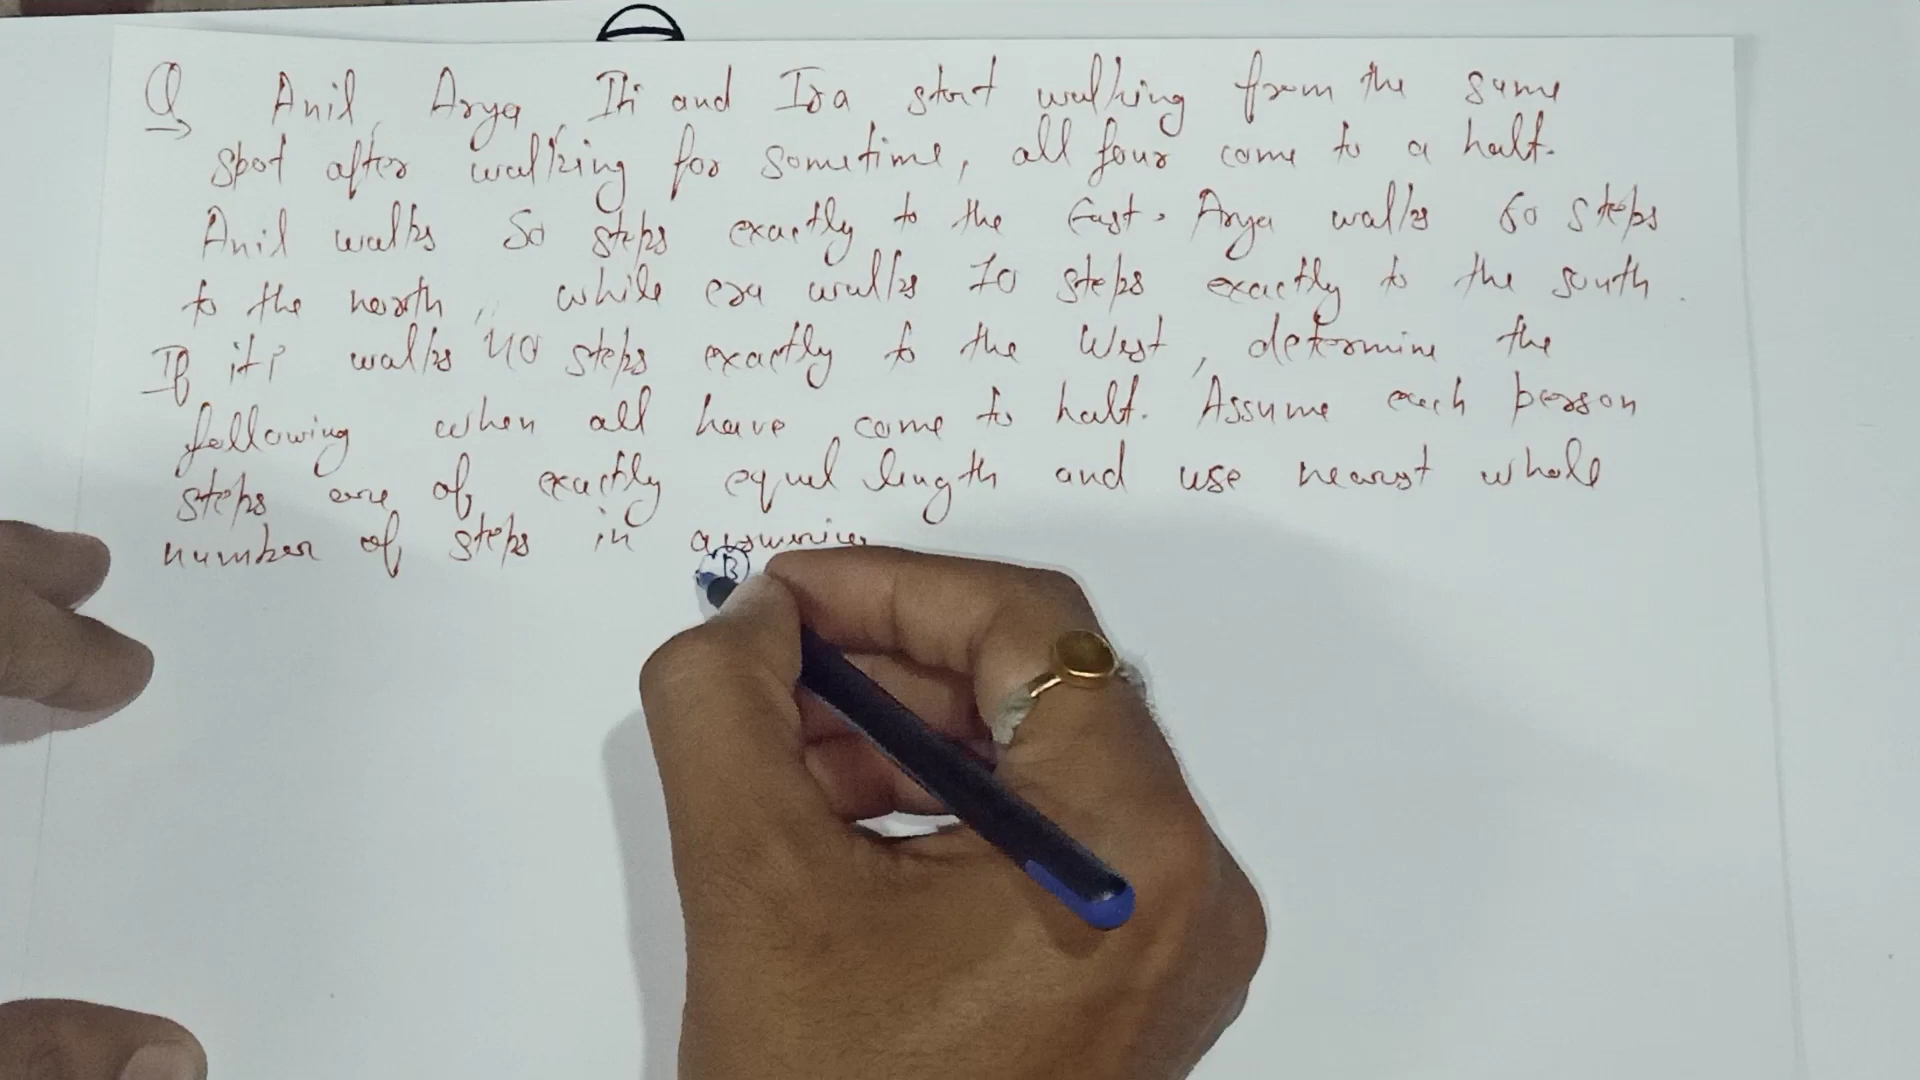 Q Anil, Arya, Iti and Ira start walking from the same
spot after walking for sometime, all four come to a halt.
Anil walks 50 steps exactly to the East. Arya walks 60 steps
to the north, while era walks 70 steps exactly to the south.
If iti walks 40 steps exactly to the West, determine the
following when all have come to halt. Assume each person
steps are of exactly equal length and use nearest whole
number of steps in
B